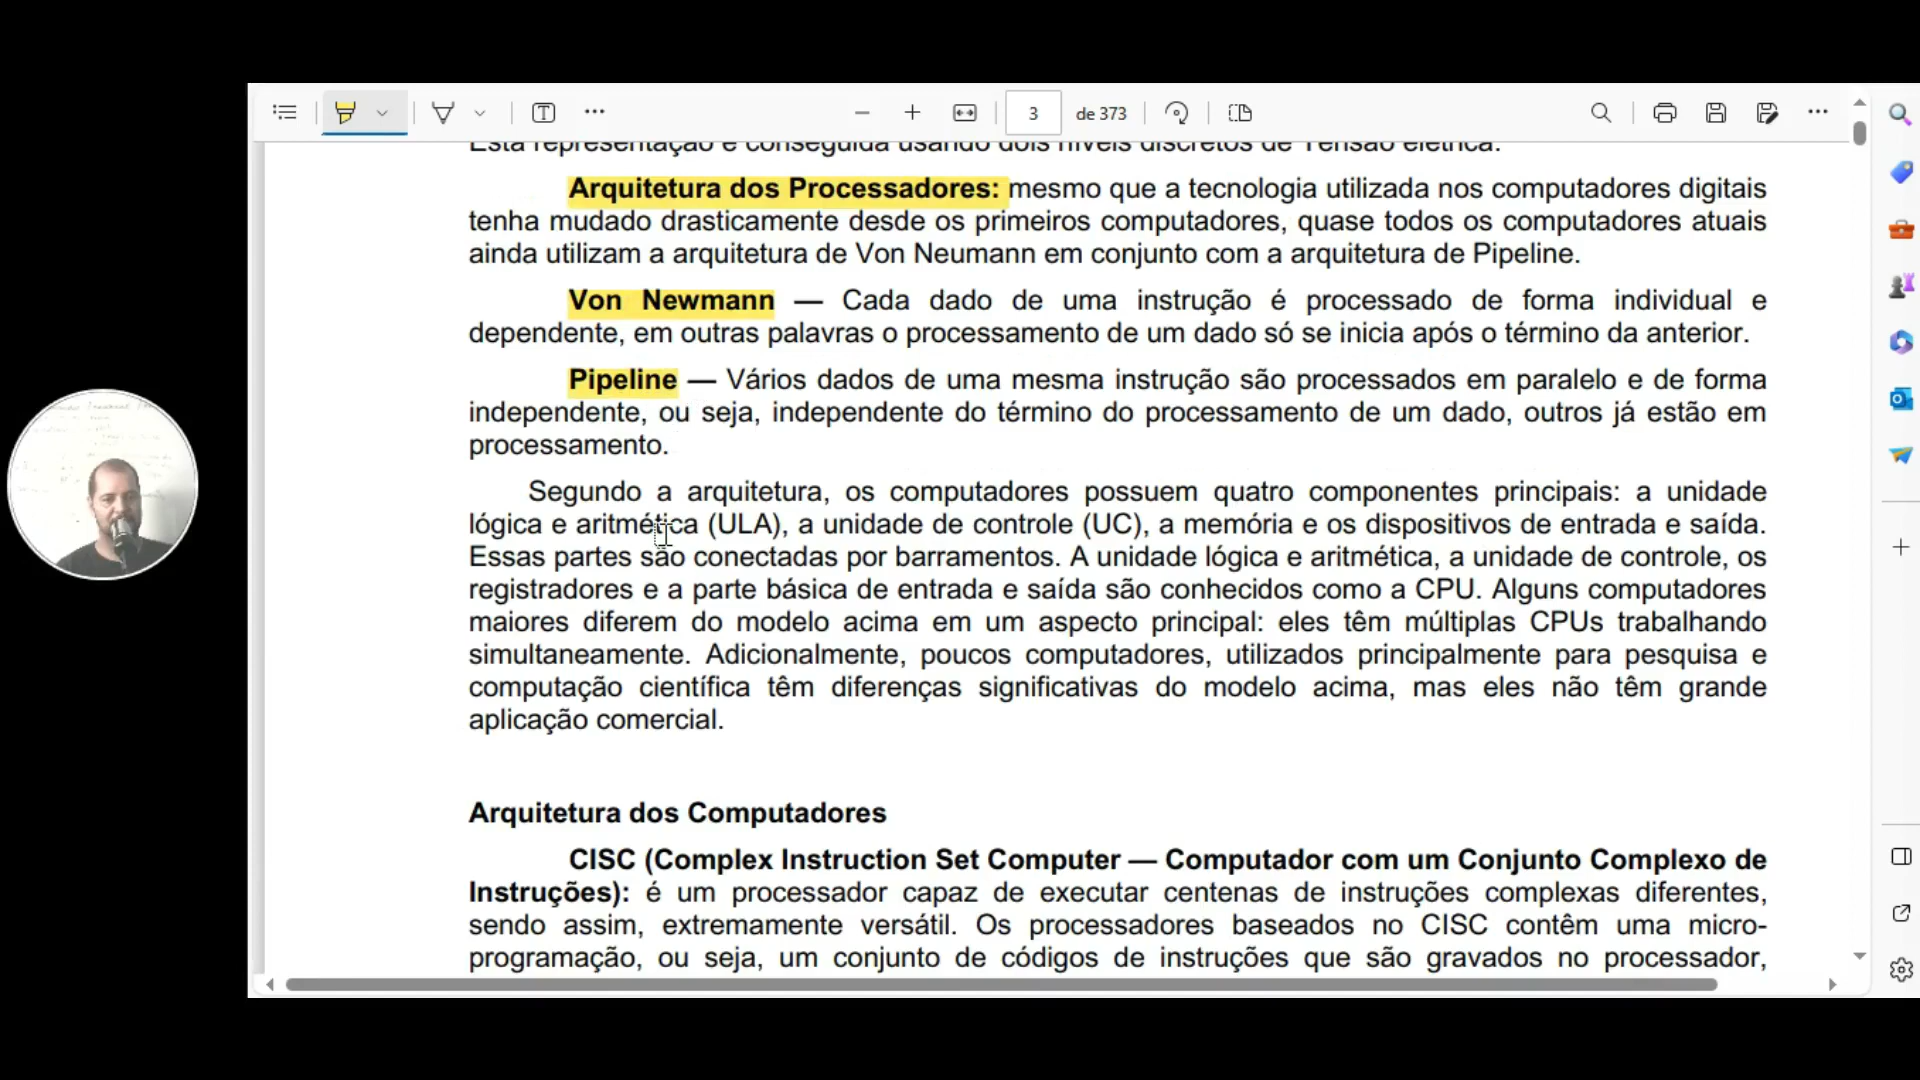 3 de 373
Esta representação é conseguida usando dois níveis discretos de Tensão elétrica.
Arquitetura dos Processadores: mesmo que a tecnologia utilizada nos computadores digitais
tenha mudado drasticamente desde os primeiros computadores, quase todos os computadores atuais
ainda utilizam a arquitetura de Von Neumann em conjunto com a arquitetura de Pipeline.
Von Newmann — Cada dado de uma instrução é processado de forma individual e
dependente, em outras palavras o processamento de um dado só se inicia após o término da anterior.
Pipeline — Vários dados de uma mesma instrução são processados em paralelo e de forma
independente, ou seja, independente do término do processamento de um dado, outros já estão em
processamento.
Segundo a arquitetura, os computadores possuem quatro componentes principais: a unidade
lógica e aritmética (ULA), a unidade de controle (UC), a memória e os dispositivos de entrada e saída.
Essas partes são conectadas por barramentos. A unidade lógica e aritmética, a unidade de controle, os
registradores e a parte básica de entrada e saída são conhecidos como a CPU. Alguns computadores
maiores diferem do modelo acima em um aspecto principal: eles têm múltiplas CPUs trabalhando
simultaneamente. Adicionalmente, poucos computadores, utilizados principalmente para pesquisa e
computação científica têm diferenças significativas do modelo acima, mas eles não têm grande
aplicação comercial.
Arquitetura dos Computadores
CISC (Complex Instruction Set Computer — Computador com um Conjunto Complexo de
Instruções): é um processador capaz de executar centenas de instruções complexas diferentes,
sendo assim, extremamente versátil. Os processadores baseados no CISC contêm uma micro-
programação, ou seja, um conjunto de códigos de instruções que são gravados no processador,